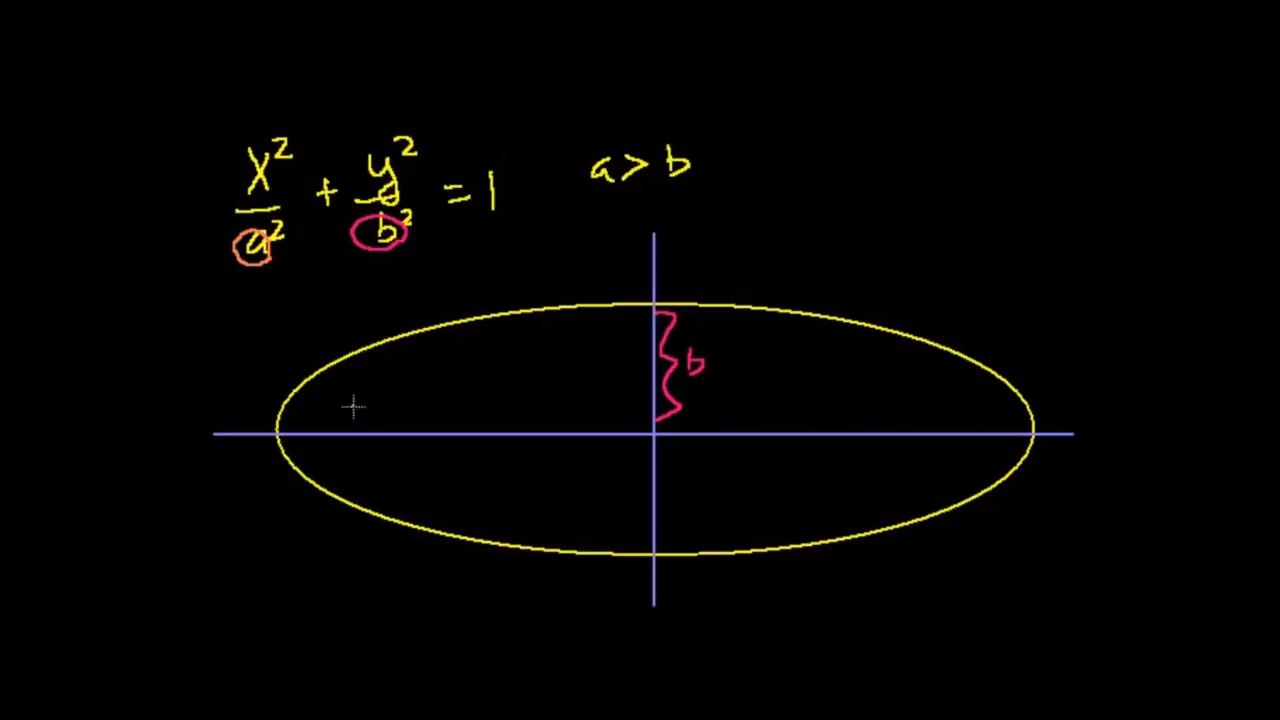 x²/a² + y²/b² = 1    a > b
b